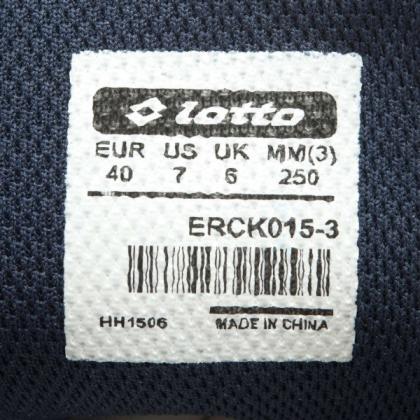 lotto
EUR US UK MM(3)
40 7 6 250
ERCK015-3
HH1506 MADE IN CHINA